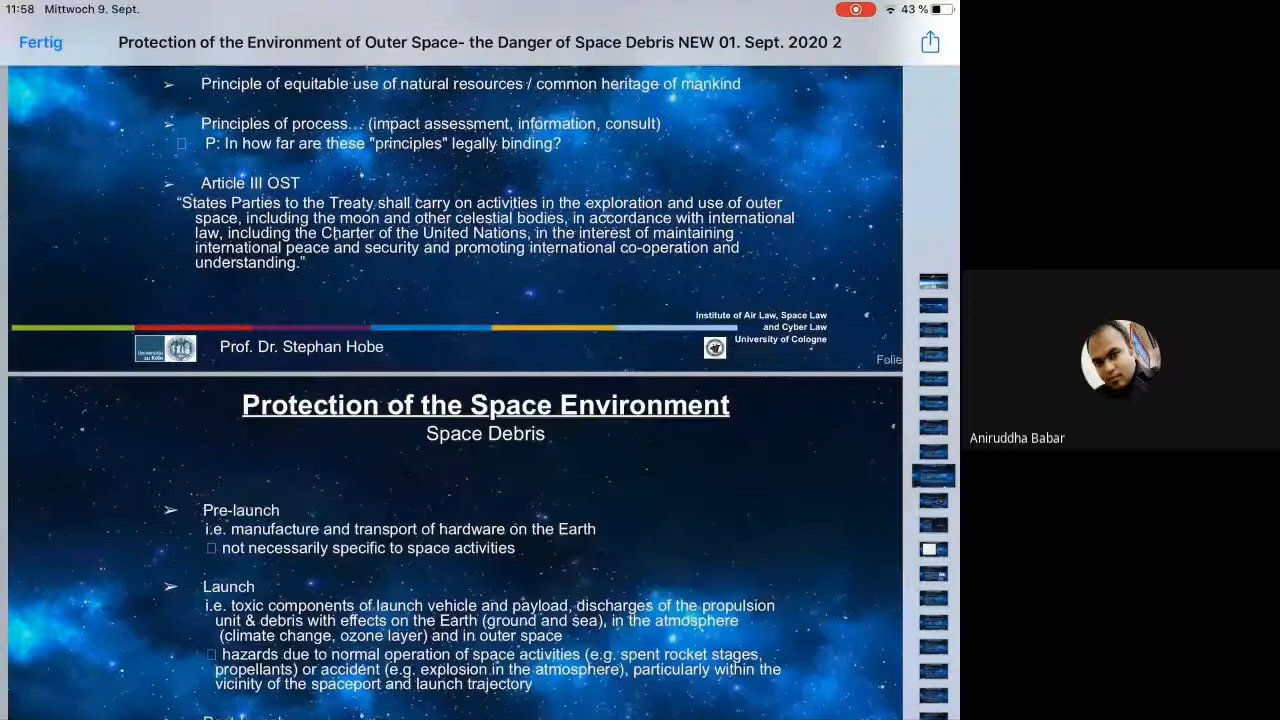 11:58 Mittwoch 9. Sept.
43 %
Fertig
Protection of the Environment of Outer Space- the Danger of Space Debris NEW 01. Sept. 2020 2
Principle of equitable use of natural resources / common heritage of mankind
Principles of process… (impact assessment, information, consult)
P: In how far are these "principles" legally binding?
Article III OST
“States Parties to the Treaty shall carry on activities in the exploration and use of outer
space, including the moon and other celestial bodies, in accordance with international
law, including the Charter of the United Nations, in the interest of maintaining
international peace and security and promoting international co-operation and
understanding.”
Institute of Air Law, Space Law
and Cyber Law
University of Cologne
Universität
zu Köln
Prof. Dr. Stephan Hobe
Folie
Protection of the Space Environment
Space Debris
Pre-launch
i.e. manufacture and transport of hardware on the Earth
not necessarily specific to space activities
Launch
i.e. toxic components of launch vehicle and payload, discharges of the propulsion
unit & debris with effects on the Earth (ground and sea), in the atmosphere
(climate change, ozone layer) and in outer space
hazards due to normal operation of space activities (e.g. spent rocket stages,
propellants) or accident (e.g. explosion in the atmosphere), particularly within the
vicinity of the spaceport and launch trajectory
Aniruddha Babar